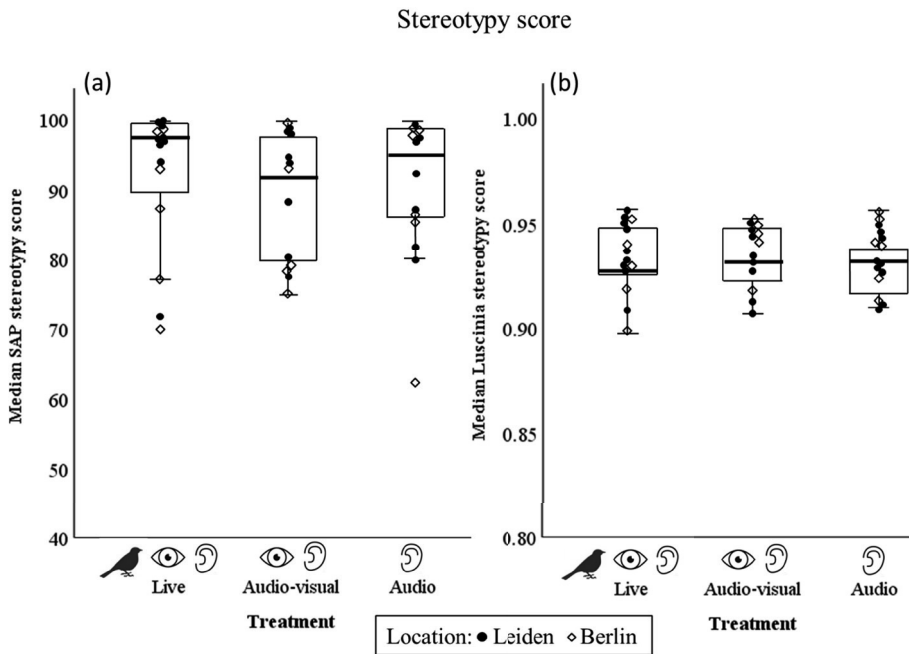 Stereotypy score
(a)
Median SAP stereotypy score
100
90
80
70
60
50
40
Live
Audio-visual
Audio
Treatment
(b)
Median Luscinia stereotypy score
1.00
0.95
0.90
0.85
0.80
Live
Audio-visual
Audio
Treatment
Location: Leiden Berlin